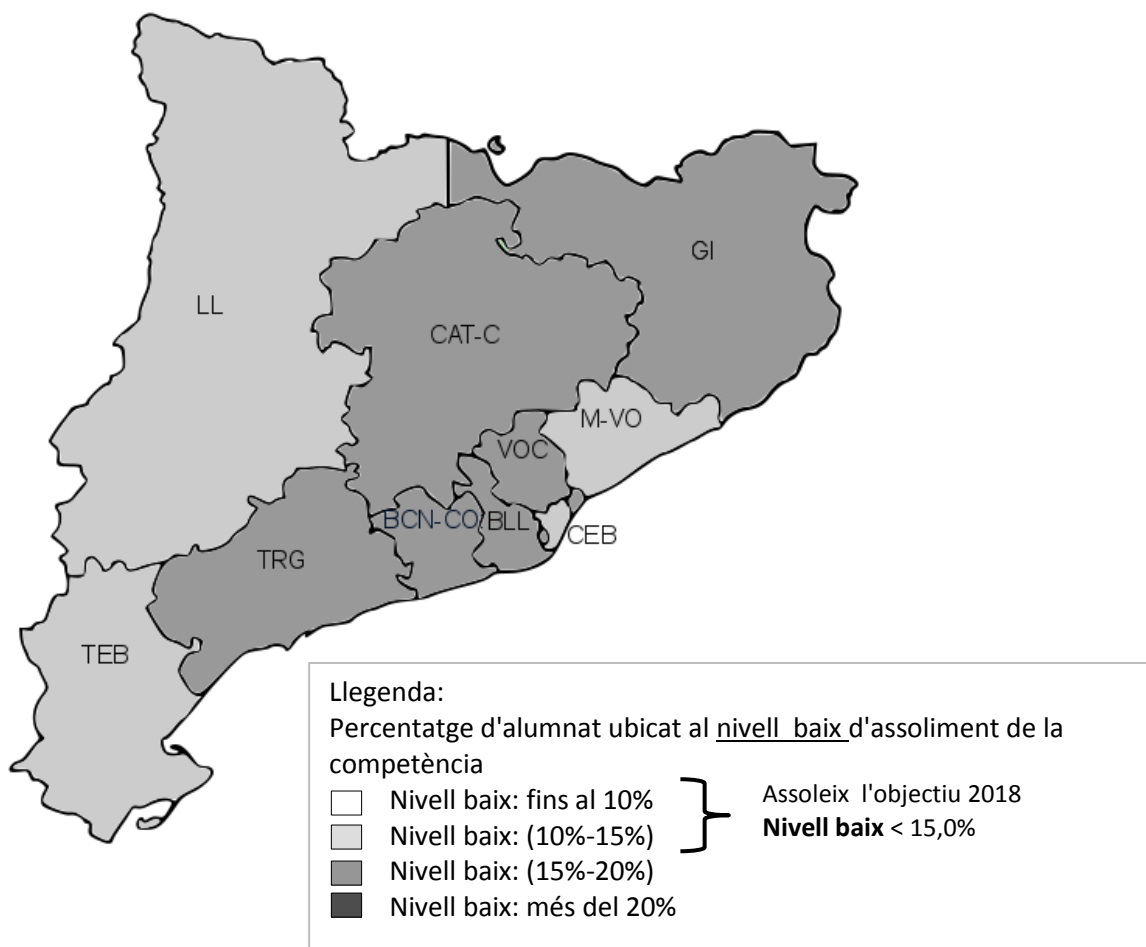 GI
LL
CAT-C
M-VO
VOC
BCN-CO
BLL
CEB
TRG
TEB
Llegenda:
Percentatge d'alumnat ubicat al nivell baix d'assoliment de la
competència
Nivell baix: fins al 10%
Assoleix l'objectiu 2018
Nivell baix: (10%-15%)
Nivell baix < 15,0%
Nivell baix: (15%-20%)
Nivell baix: més del 20%